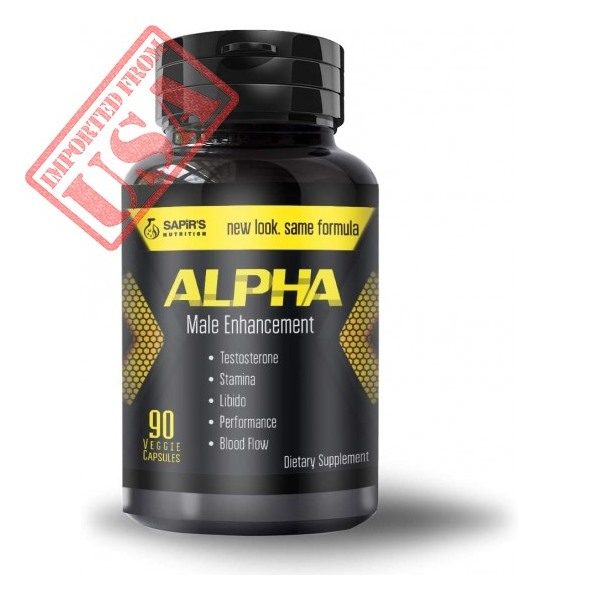 IMPORTED FROM
USA
SAPiR'S
NUTRITION
new look. same formula
ALPHA
Male Enhancement
• Testosterone
• Stamina
• Libido
• Performance
• Blood Flow
90
VEGGIE
CAPSULES
Dietary Supplement